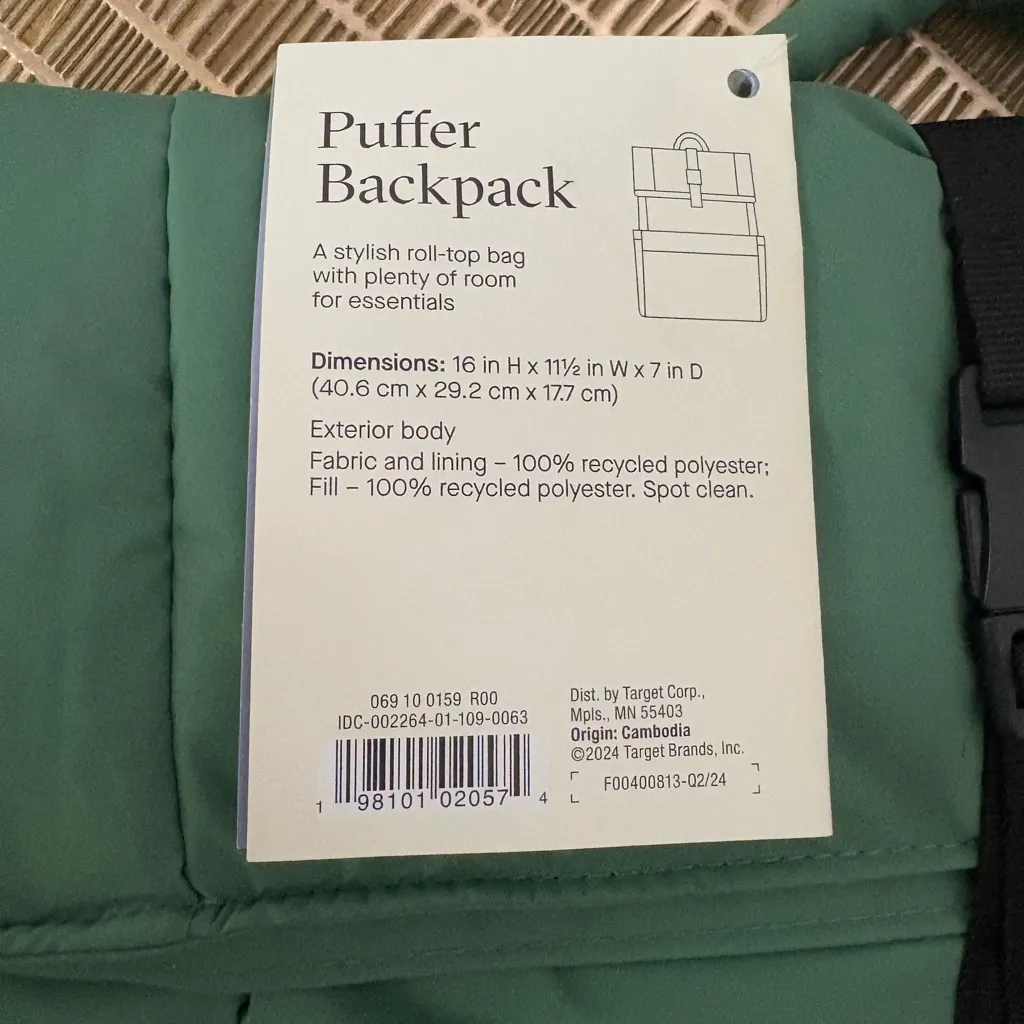 Puffer
Backpack
A stylish roll-top bag
with plenty of room
for essentials
Dimensions: 16 in H x 11½ in W x 7 in D
(40.6 cm x 29.2 cm x 17.7 cm)
Exterior body
Fabric and lining – 100% recycled polyester;
Fill – 100% recycled polyester. Spot clean.
069 10 0159 R00
IDC-002264-01-109-0063
1 98101 02057 4
Dist. by Target Corp.,
Mpls., MN 55403
Origin: Cambodia
©2024 Target Brands, Inc.
F00400813-Q2/24